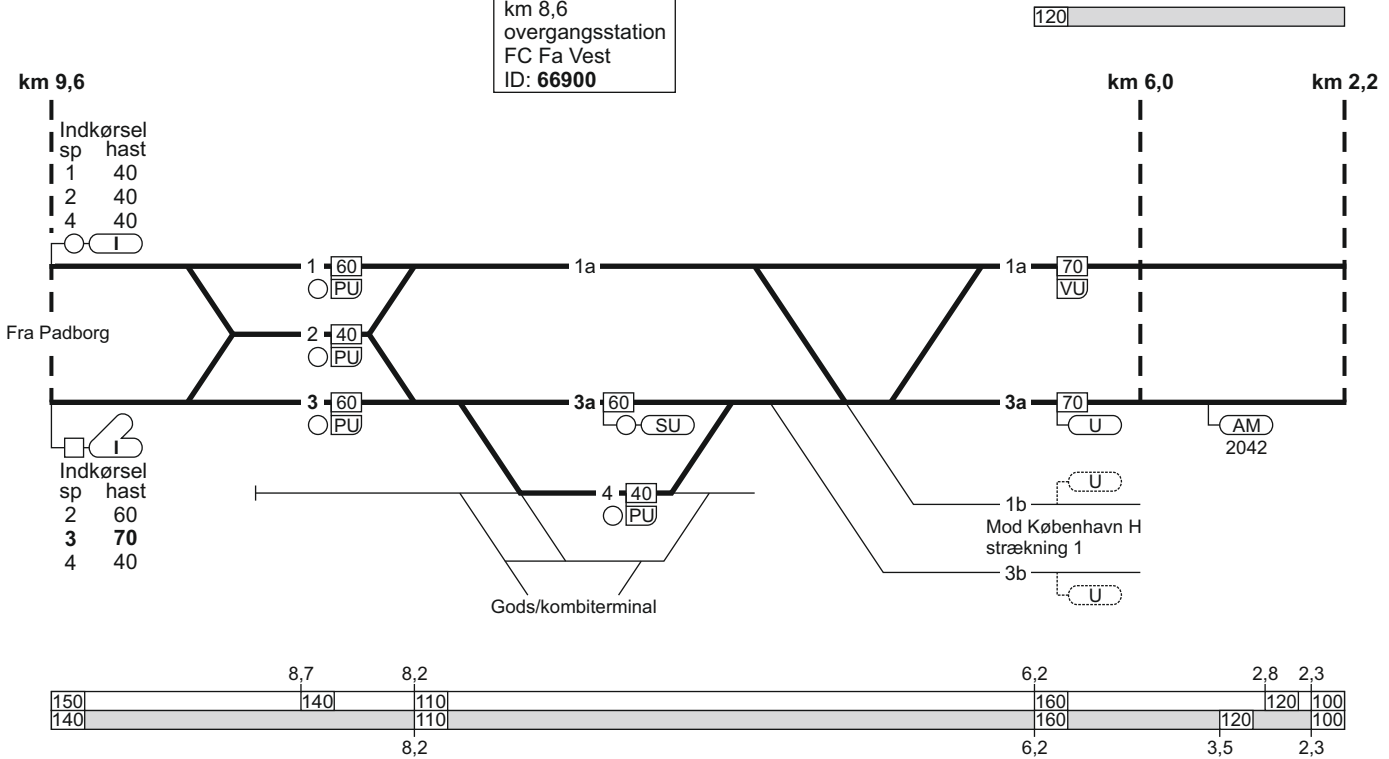 km 8,6
overgangsstation
FC Fa Vest
ID: 66900
120
km 9,6
km 6,0
km 2,2
Indkørsel
sp hast
1 40
2 40
4 40
I
1 60
1a
1a 70
PU
VU
Fra Padborg
2 40
PU
3 60
3a 60
3a 70
PU
SU
U
AM
2042
I
Indkørsel
sp hast
2 60
3 70
4 40
4 40
PU
U
1b
Mod København H
strækning 1
3b
U
Gods/kombiterminal
8,7 8,2 6,2 2,8 2,3
150 140 110 160 120 100
140 110 160 120 100
8,2 6,2 3,5 2,3